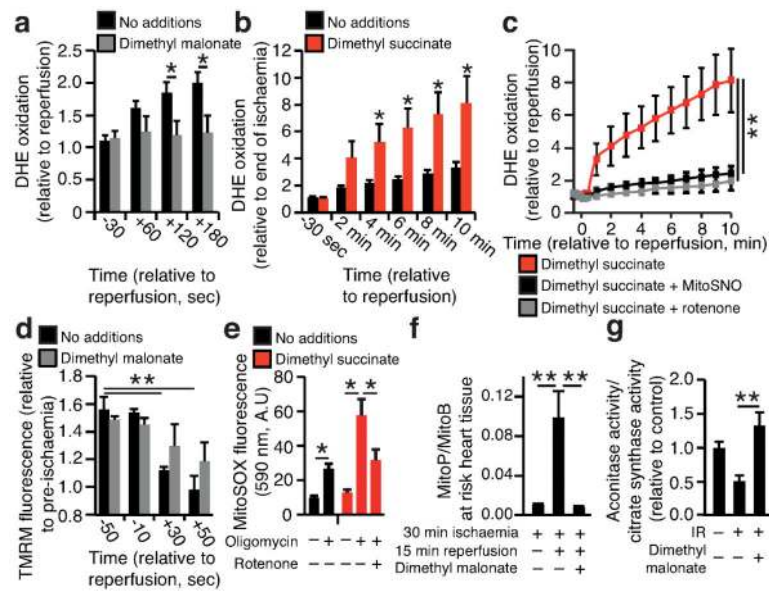 a
No additions
Dimethyl malonate
DHE oxidation
(relative to reperfusion)
2.5
2.0
1.5
1.0
0.5
0
*
*
-30
+60
+120
+180
Time (relative to
reperfusion, sec)
b
No additions
Dimethyl succinate
DHE oxidation
(relative to end of ischaemia)
12
10
8
6
4
2
0
* * * *
-30 sec
2 min
4 min
6 min
8 min
10 min
Time (relative
to reperfusion)
c
DHE oxidation
(relative to reperfusion)
10
8
6
4
2
0
**
0 2 4 6 8 10
Time (relative to reperfusion, min)
Dimethyl succinate
Dimethyl succinate + MitoSNO
Dimethyl succinate + rotenone
d
No additions
Dimethyl malonate
TMRM fluorescence (relative
to pre-ischaemia)
1.6
1.4
1.2
1.0
0.8
**
-50
-10
+30
+50
Time (relative to
reperfusion, sec)
e
No additions
Dimethyl succinate
MitoSOX fluorescence
(590 nm, A.U)
80
60
40
20
0
* * *
Oligomycin − + − + +
Rotenone − − − − +
f
MitoP/MitoB
at risk heart tissue
0.12
0.08
0.04
0.00
** **
30 min ischaemia + + +
15 min reperfusion − + +
Dimethyl malonate − − +
g
Aconitase activity/
citrate synthase activity
(relative to control)
2.0
1.5
1.0
0.5
0
**
IR − + +
Dimethyl
malonate − − +